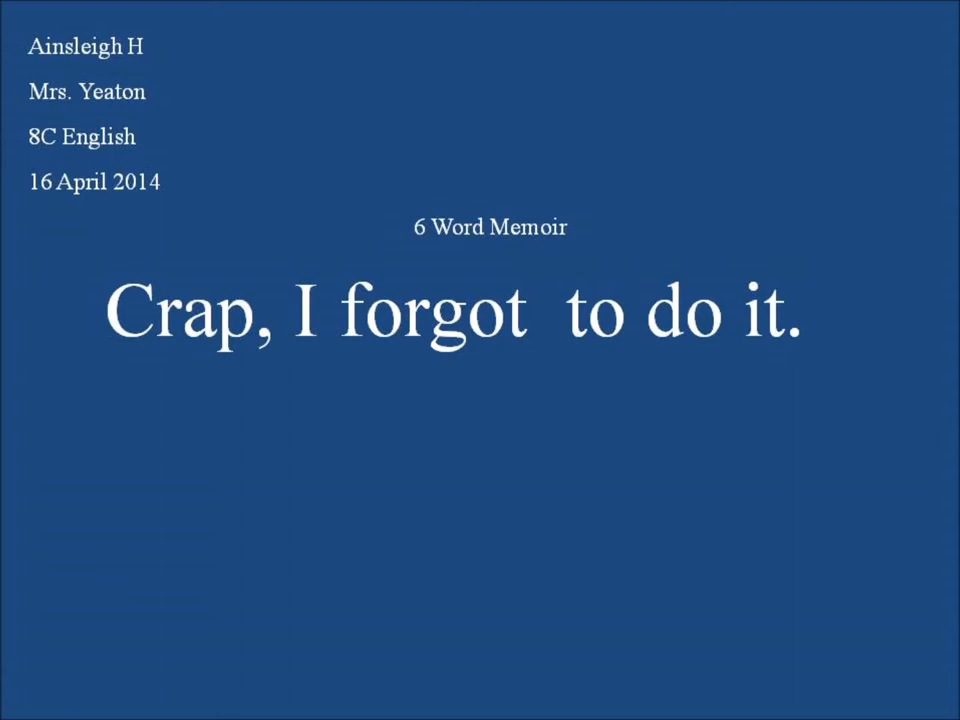 Ainsleigh H
Mrs. Yeaton
8C English
16 April 2014
6 Word Memoir
Crap, I forgot  to do it.